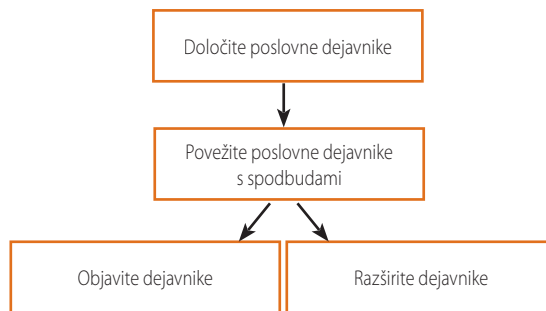 Določite poslovne dejavnike
Povežite poslovne dejavnike
s spodbudami
Objavite dejavnike
Razširite dejavnike